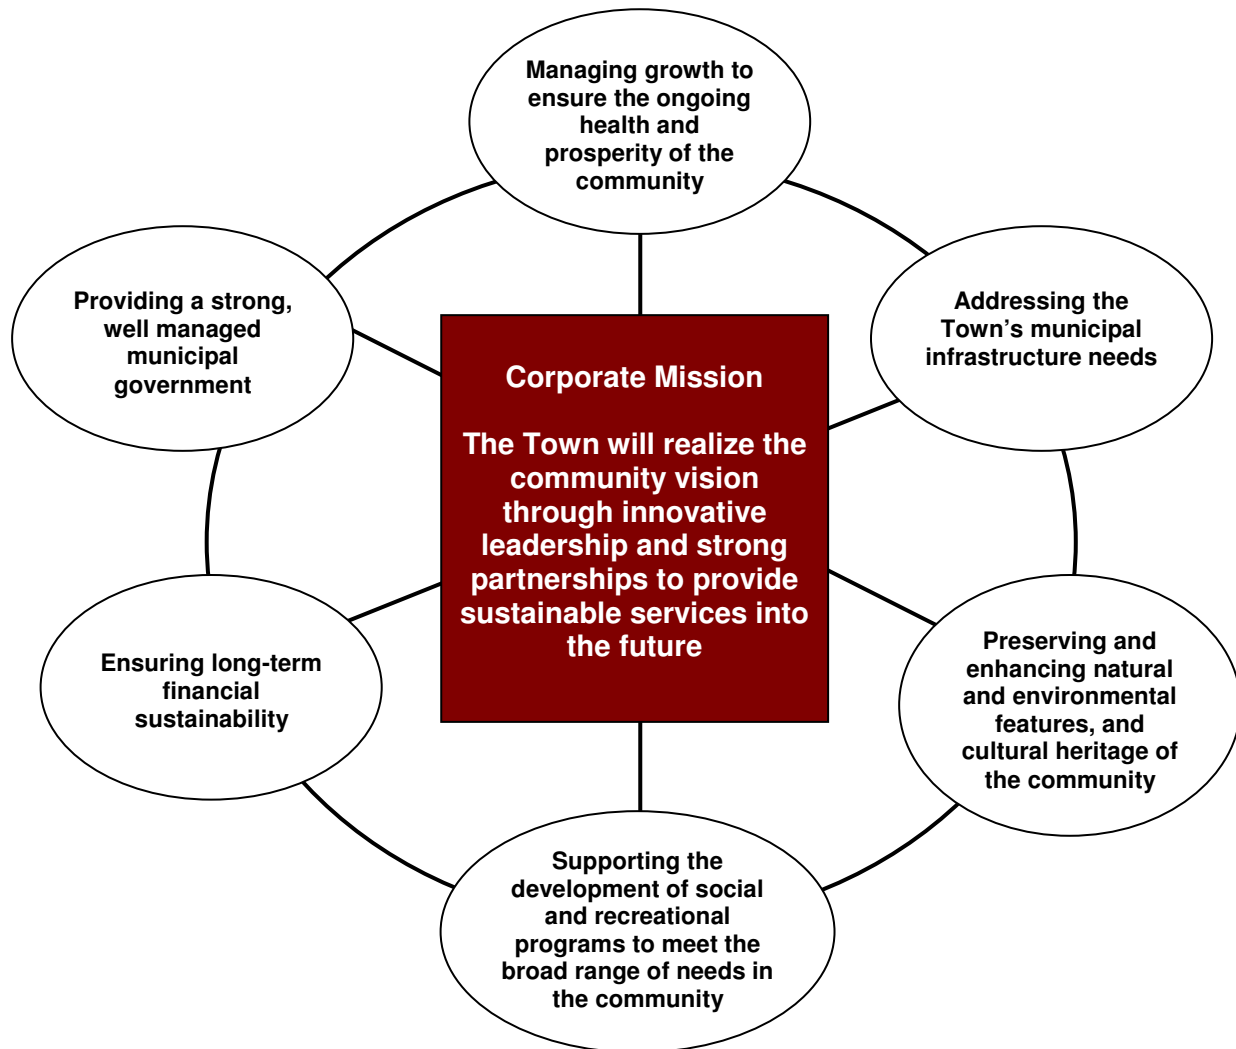 Managing growth to
ensure the ongoing
health and
prosperity of the
community
Providing a strong,
well managed
municipal
government
Addressing the
Town’s municipal
infrastructure needs
Corporate Mission
The Town will realize the
community vision
through innovative
leadership and strong
partnerships to provide
sustainable services into
the future
Ensuring long-term
financial
sustainability
Preserving and
enhancing natural
and environmental
features, and
cultural heritage of
the community
Supporting the
development of social
and recreational
programs to meet the
broad range of needs in
the community